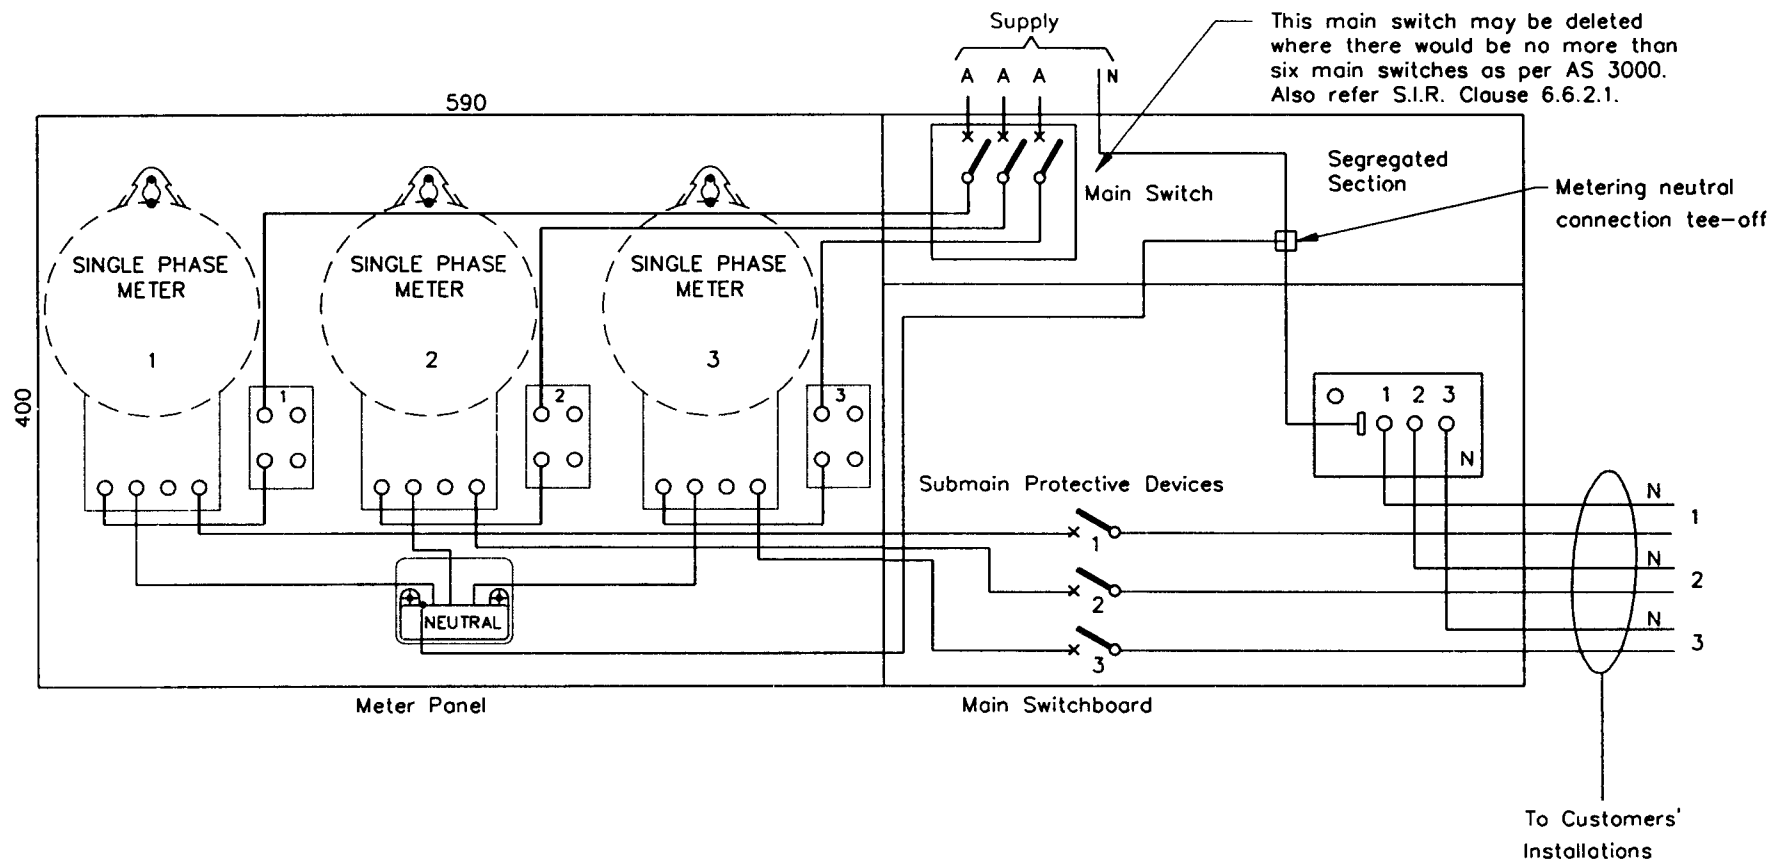 Supply
This main switch may be deleted
where there would be no more than
six main switches as per AS 3000.
Also refer S.I.R. Clause 6.6.2.1.
A A A N
590
Segregated
Section
Main Switch
Metering neutral
connection tee-off
SINGLE PHASE
METER
1
SINGLE PHASE
METER
2
SINGLE PHASE
METER
3
400
1
2
3
1 2 3
N
Submain Protective Devices
N
1
1
N
2
2
N
3
3
NEUTRAL
Meter Panel
Main Switchboard
To Customers'
Installations